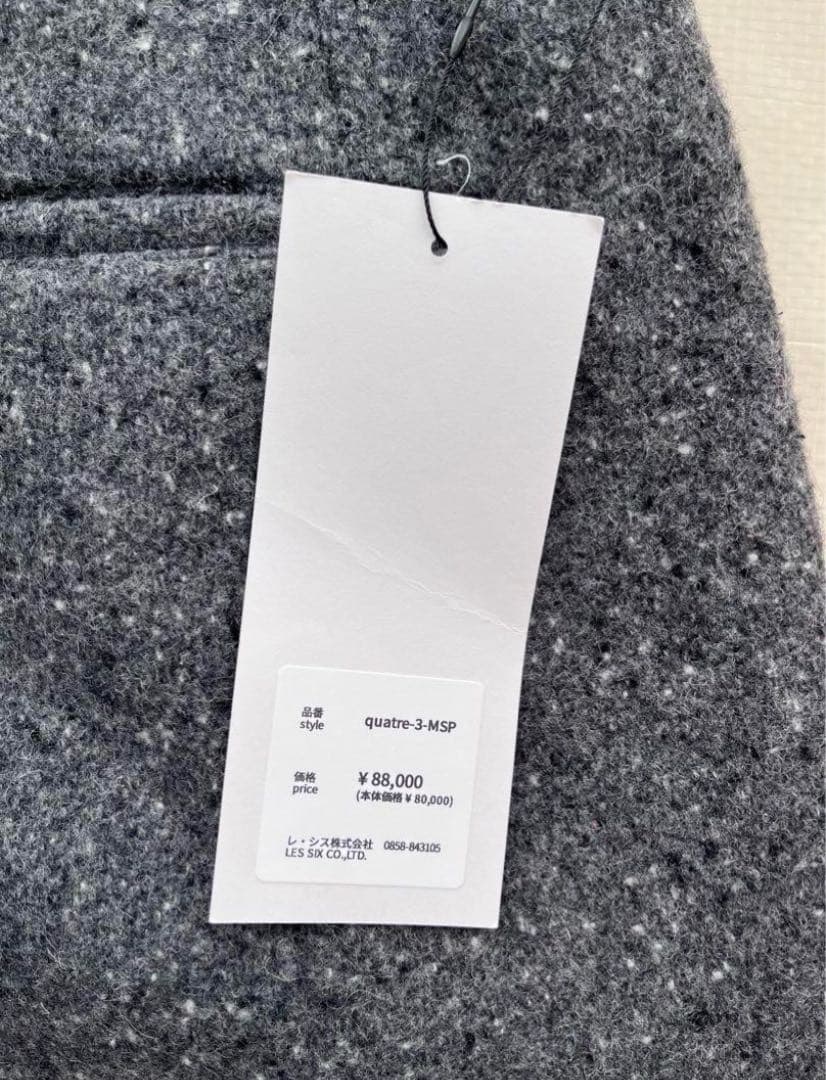 品番
style
quatre-3-MSP
価格
price
¥ 88,000
(本体価格 ¥ 80,000)
レ・シス株式会社 0858-843105
LES SIX CO.,LTD.